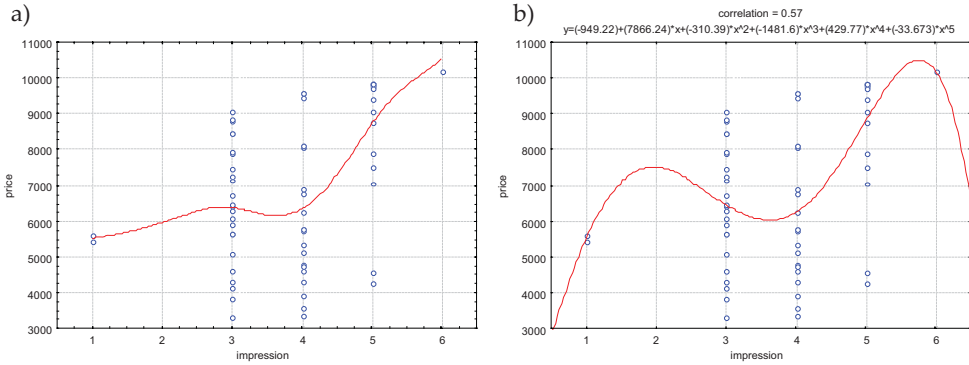 a)
11000
10000
9000
8000
7000
6000
5000
4000
3000
price
1 2 3 4 5 6
impression
b)
correlation = 0.57
y=(-949.22)+(7866.24)*x+(-310.39)*x^2+(-1481.6)*x^3+(429.77)*x^4+(-33.673)*x^5
11000
10000
9000
8000
7000
6000
5000
4000
3000
price
1 2 3 4 5 6
impression